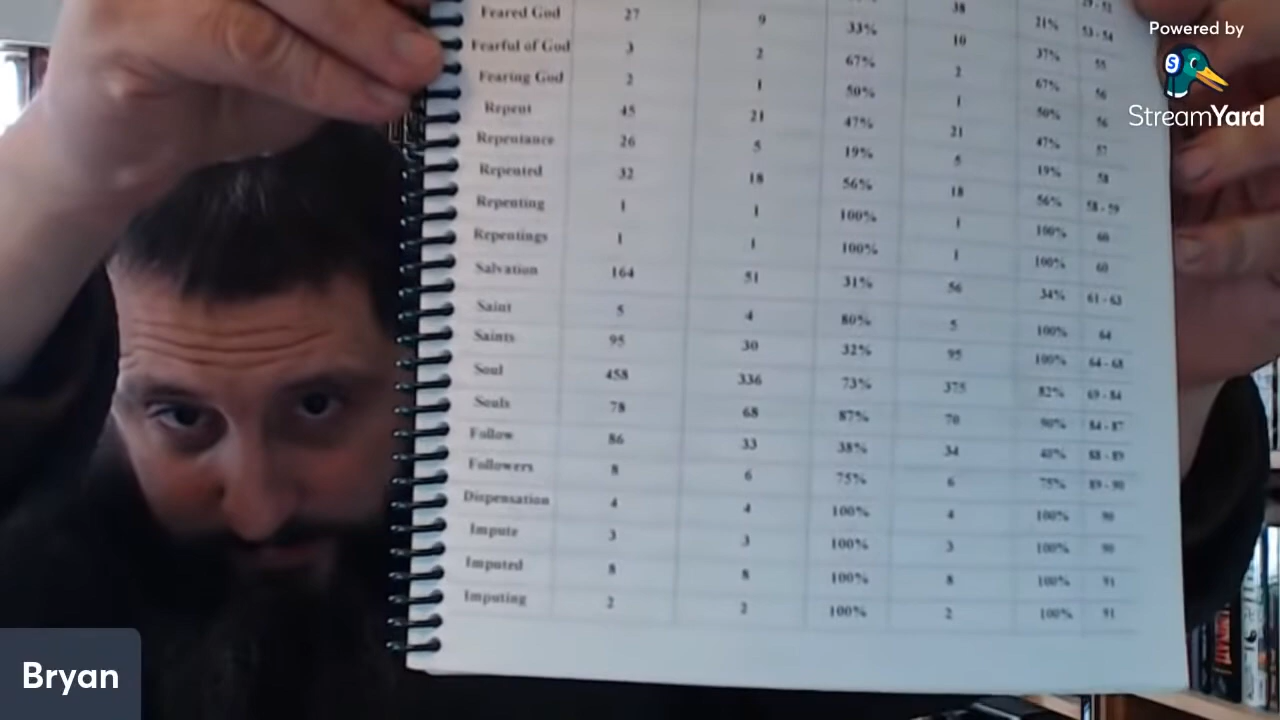 38 21% 53 - 54
Feared God 27 9 33% 10 37% 55
Fearful of God 3 2 67% 2 67% 56
Fearing God 2 1 50% 1 50% 56
Repent 45 21 47% 21 47% 57
Repentance 26 5 19% 5 19% 58
Repented 32 18 56% 18 56% 58 - 59
Repenting 1 1 100% 1 100% 60
Repentings 1 1 100% 1 100% 60
Salvation 164 51 31% 56 34% 61 - 63
Saint 5 4 80% 5 100% 64
Saints 95 30 32% 95 100% 64 - 68
Soul 458 336 73% 375 82% 69 - 84
Souls 78 68 87% 70 90% 84 - 87
Follow 86 33 38% 34 40% 88 - 89
Followers 8 6 75% 6 75% 89 - 90
Dispensation 4 4 100% 4 100% 90
Impute 3 3 100% 3 100% 90
Imputed 8 8 100% 8 100% 91
Imputing 2 2 100% 2 100% 91
Powered by
S
StreamYard
Bryan